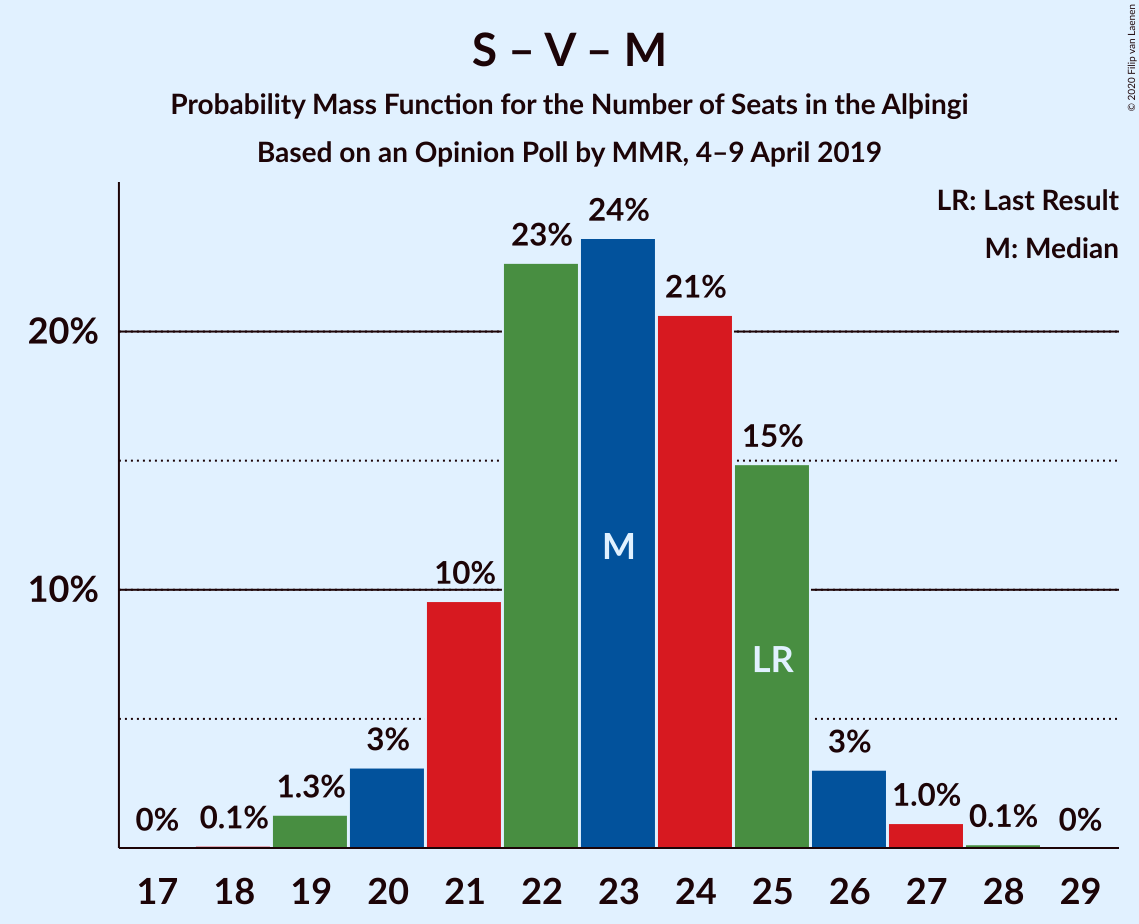 S – V – M
Probability Mass Function for the Number of Seats in the Alþingi
Based on an Opinion Poll by MMR, 4–9 April 2019
© 2020 Filip van Laenen
LR: Last Result
M: Median
20%
10%
0%
0.1%
1.3%
3%
10%
23%
24%
21%
15%
3%
1.0%
0.1%
0%
M
LR
17 18 19 20 21 22 23 24 25 26 27 28 29